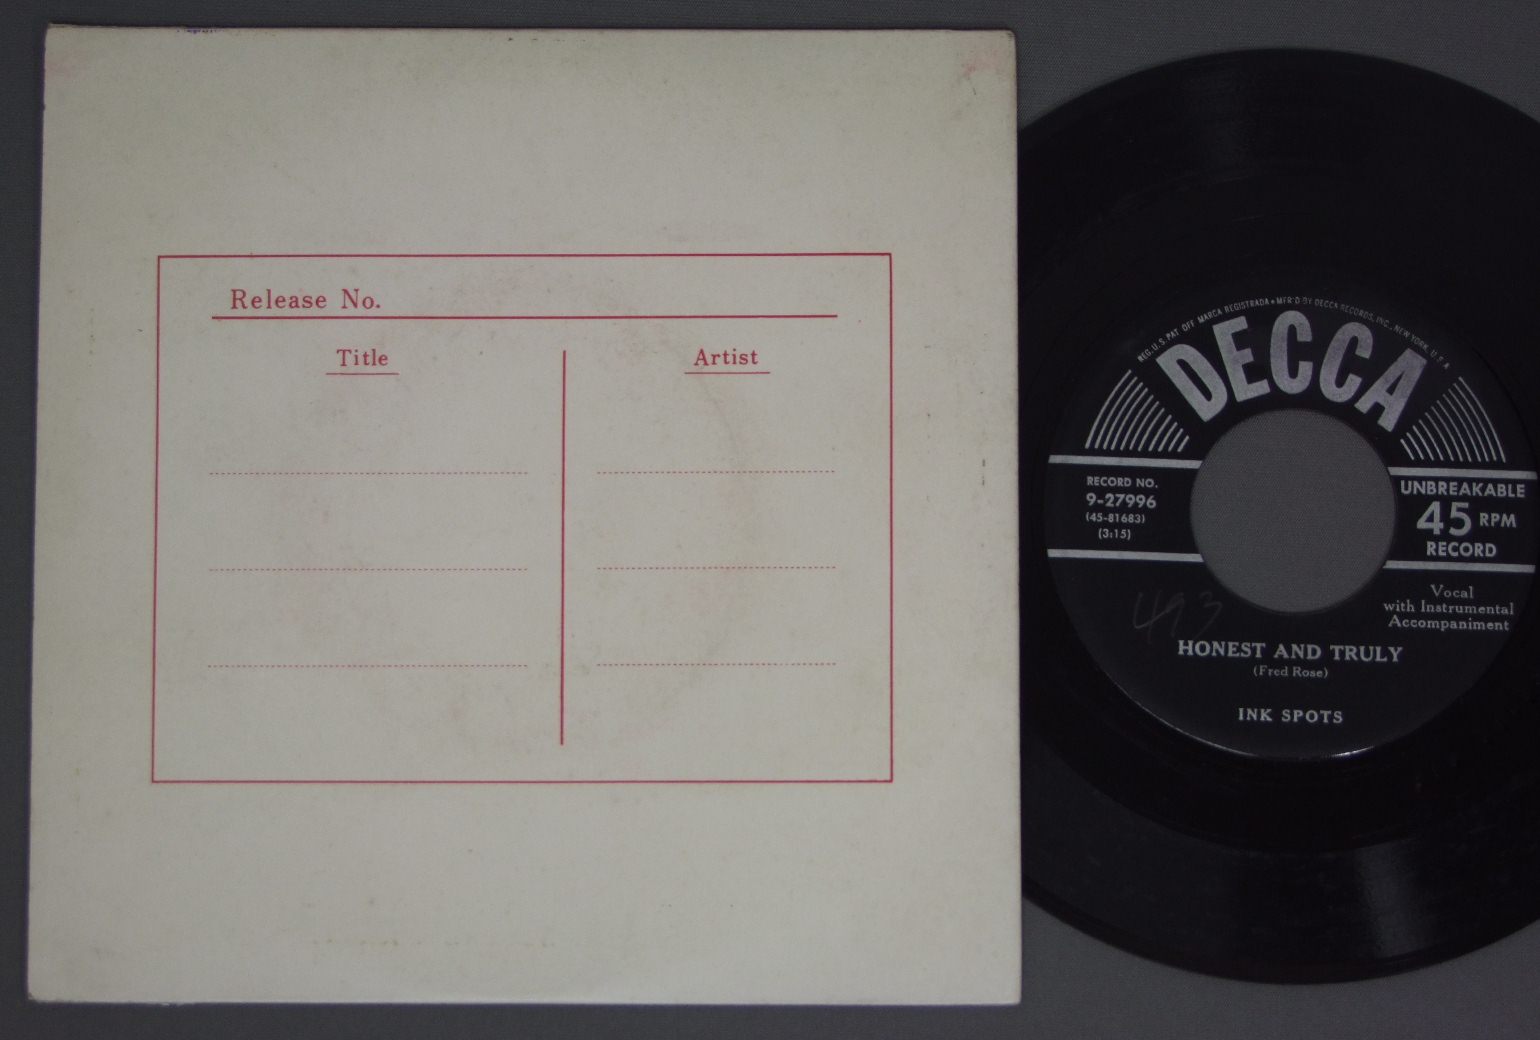 Release No.
Title
Artist
REG. U.S. PAT. OFF. MARCA REGISTRADA • MFR'D BY DECCA RECORDS, INC., NEW YORK, U.S.A.
DECCA
RECORD NO.
9-27996
(45-81683)
(3:15)
UNBREAKABLE
45 RPM
RECORD
Vocal
with Instrumental
Accompaniment
493
HONEST AND TRULY
(Fred Rose)
INK SPOTS